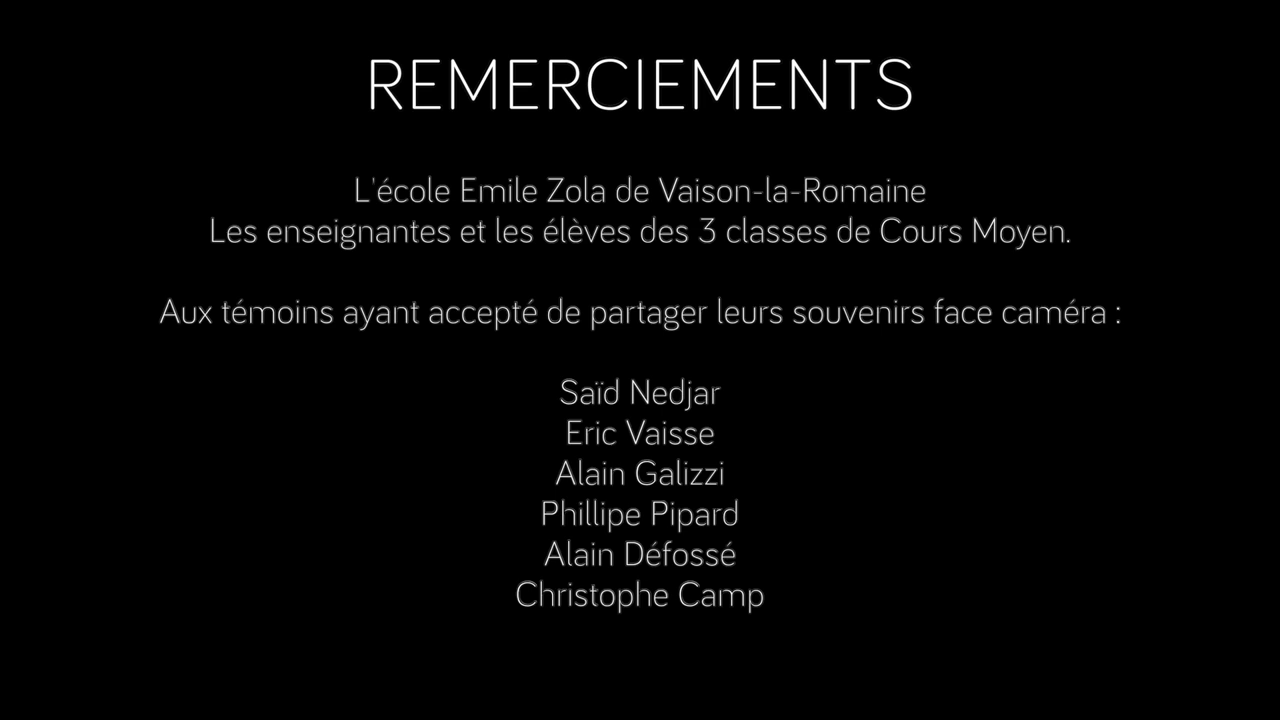 REMERCIEMENTS
L'école Emile Zola de Vaison-la-Romaine
Les enseignantes et les élèves des 3 classes de Cours Moyen.
Aux témoins ayant accepté de partager leurs souvenirs face caméra :
Saïd Nedjar
Eric Vaisse
Alain Galizzi
Phillipe Pipard
Alain Défossé
Christophe Camp